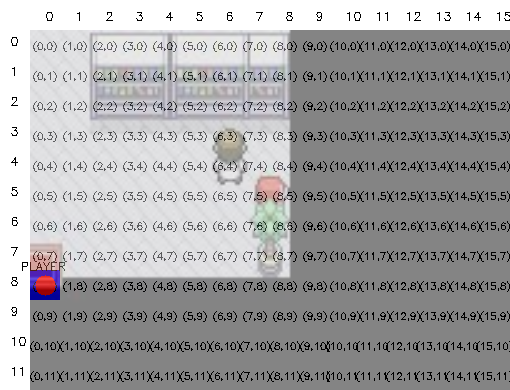 0 1 2 3 4 5 6 7 8 9 10 11 12 13 14 15
0 (0,0) (1,0) (2,0) (3,0) (4,0) (5,0) (6,0) (7,0) (8,0) (9,0) (10,0) (11,0) (12,0) (13,0) (14,0) (15,0)
1 (0,1) (1,1) (2,1) (3,1) (4,1) (5,1) (6,1) (7,1) (8,1) (9,1) (10,1) (11,1) (12,1) (13,1) (14,1) (15,1)
2 (0,2) (1,2) (2,2) (3,2) (4,2) (5,2) (6,2) (7,2) (8,2) (9,2) (10,2) (11,2) (12,2) (13,2) (14,2) (15,2)
3 (0,3) (1,3) (2,3) (3,3) (4,3) (5,3) (6,3) (7,3) (8,3) (9,3) (10,3) (11,3) (12,3) (13,3) (14,3) (15,3)
4 (0,4) (1,4) (2,4) (3,4) (4,4) (5,4) (6,4) (7,4) (8,4) (9,4) (10,4) (11,4) (12,4) (13,4) (14,4) (15,4)
5 (0,5) (1,5) (2,5) (3,5) (4,5) (5,5) (6,5) (7,5) (8,5) (9,5) (10,5) (11,5) (12,5) (13,5) (14,5) (15,5)
6 (0,6) (1,6) (2,6) (3,6) (4,6) (5,6) (6,6) (7,6) (8,6) (9,6) (10,6) (11,6) (12,6) (13,6) (14,6) (15,6)
7 (0,7) (1,7) (2,7) (3,7) (4,7) (5,7) (6,7) (7,7) (8,7) (9,7) (10,7) (11,7) (12,7) (13,7) (14,7) (15,7)
PLAYER
8 (1,8) (2,8) (3,8) (4,8) (5,8) (6,8) (7,8) (8,8) (9,8) (10,8) (11,8) (12,8) (13,8) (14,8) (15,8)
9 (0,9) (1,9) (2,9) (3,9) (4,9) (5,9) (6,9) (7,9) (8,9) (9,9) (10,9) (11,9) (12,9) (13,9) (14,9) (15,9)
10 (0,10) (1,10) (2,10) (3,10) (4,10) (5,10) (6,10) (7,10) (8,10) (9,10) (10,10) (11,10) (12,10) (13,10) (14,10) (15,10)
11 (0,11) (1,11) (2,11) (3,11) (4,11) (5,11) (6,11) (7,11) (8,11) (9,11) (10,11) (11,11) (12,11) (13,11) (14,11) (15,11)